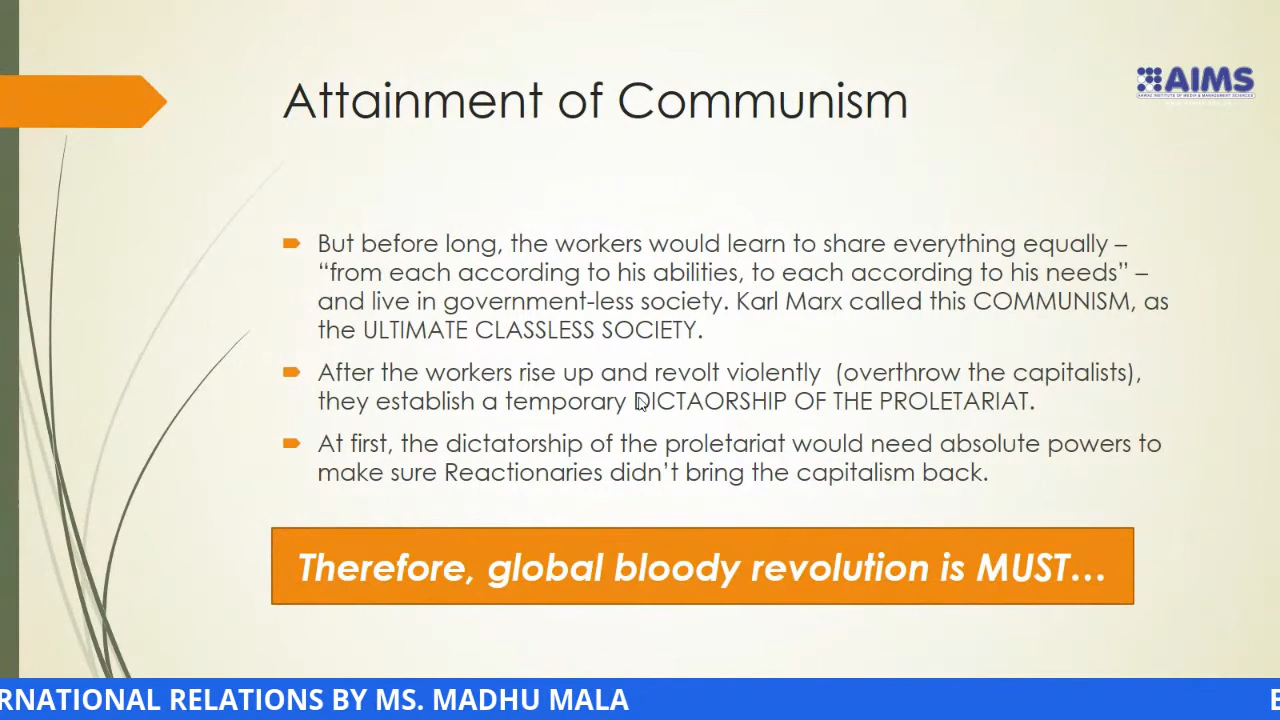 Attainment of Communism
AIMS
But before long, the workers would learn to share everything equally –
“from each according to his abilities, to each according to his needs” –
and live in government-less society. Karl Marx called this COMMUNISM, as
the ULTIMATE CLASSLESS SOCIETY.
After the workers rise up and revolt violently (overthrow the capitalists),
they establish a temporary DICTAORSHIP OF THE PROLETARIAT.
At first, the dictatorship of the proletariat would need absolute powers to
make sure Reactionaries didn’t bring the capitalism back.
Therefore, global bloody revolution is MUST...
RNATIONAL RELATIONS BY MS. MADHU MALA